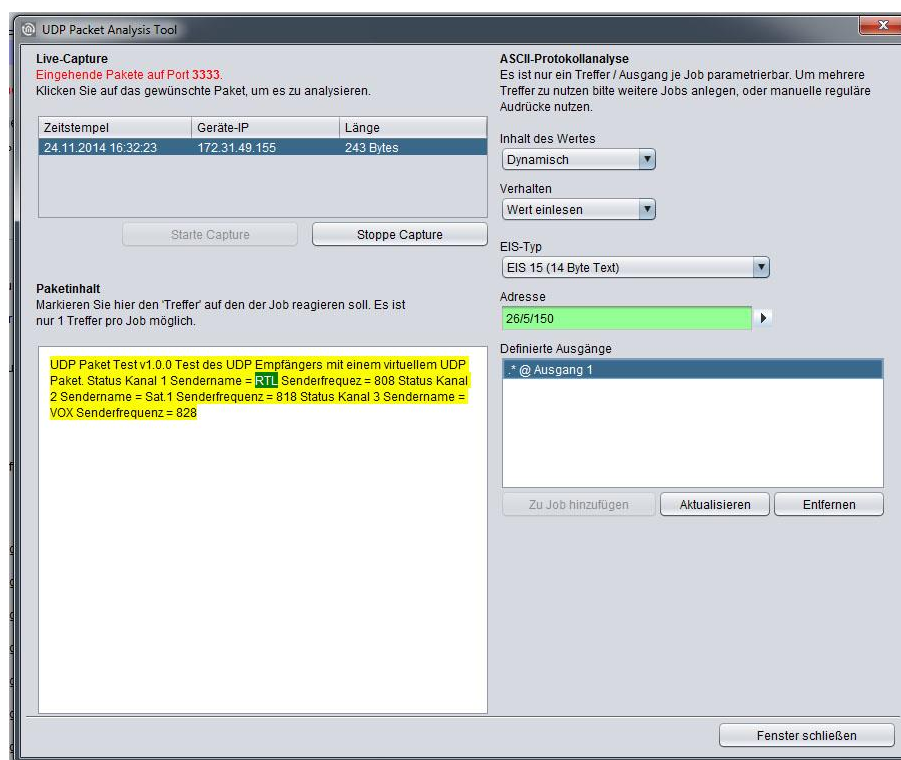 UDP Packet Analysis Tool
Live-Capture
Eingehende Pakete auf Port 3333.
Klicken Sie auf das gewünschte Paket, um es zu analysieren.
Zeitstempel Geräte-IP Länge
24.11.2014 16:32:23 172.31.49.155 243 Bytes
Starte Capture Stoppe Capture
Paketinhalt
Markieren Sie hier den 'Treffer' auf den der Job reagieren soll. Es ist
nur 1 Treffer pro Job möglich.
UDP Paket Test v1.0.0 Test des UDP Empfängers mit einem virtuellem UDP
Paket. Status Kanal 1 Sendername = RTL Senderfrequez = 808 Status Kanal
2 Sendername = Sat.1 Senderfrequenz = 818 Status Kanal 3 Sendername =
VOX Senderfrequenz = 828
ASCII-Protokollanalyse
Es ist nur ein Treffer / Ausgang je Job parametrierbar. Um mehrere
Treffer zu nutzen bitte weitere Jobs anlegen, oder manuelle reguläre
Audrücke nutzen.
Inhalt des Wertes
Dynamisch
Verhalten
Wert einlesen
EIS-Typ
EIS 15 (14 Byte Text)
Adresse
26/5/150
Definierte Ausgänge
.* @ Ausgang 1
Zu Job hinzufügen Aktualisieren Entfernen
Fenster schließen